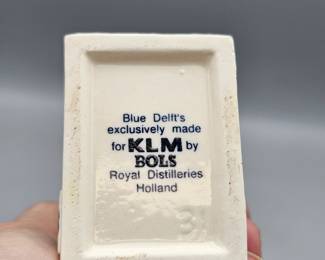 Blue Delft's
exclusively made
for KLM by
BOLS
Royal Distilleries
Holland